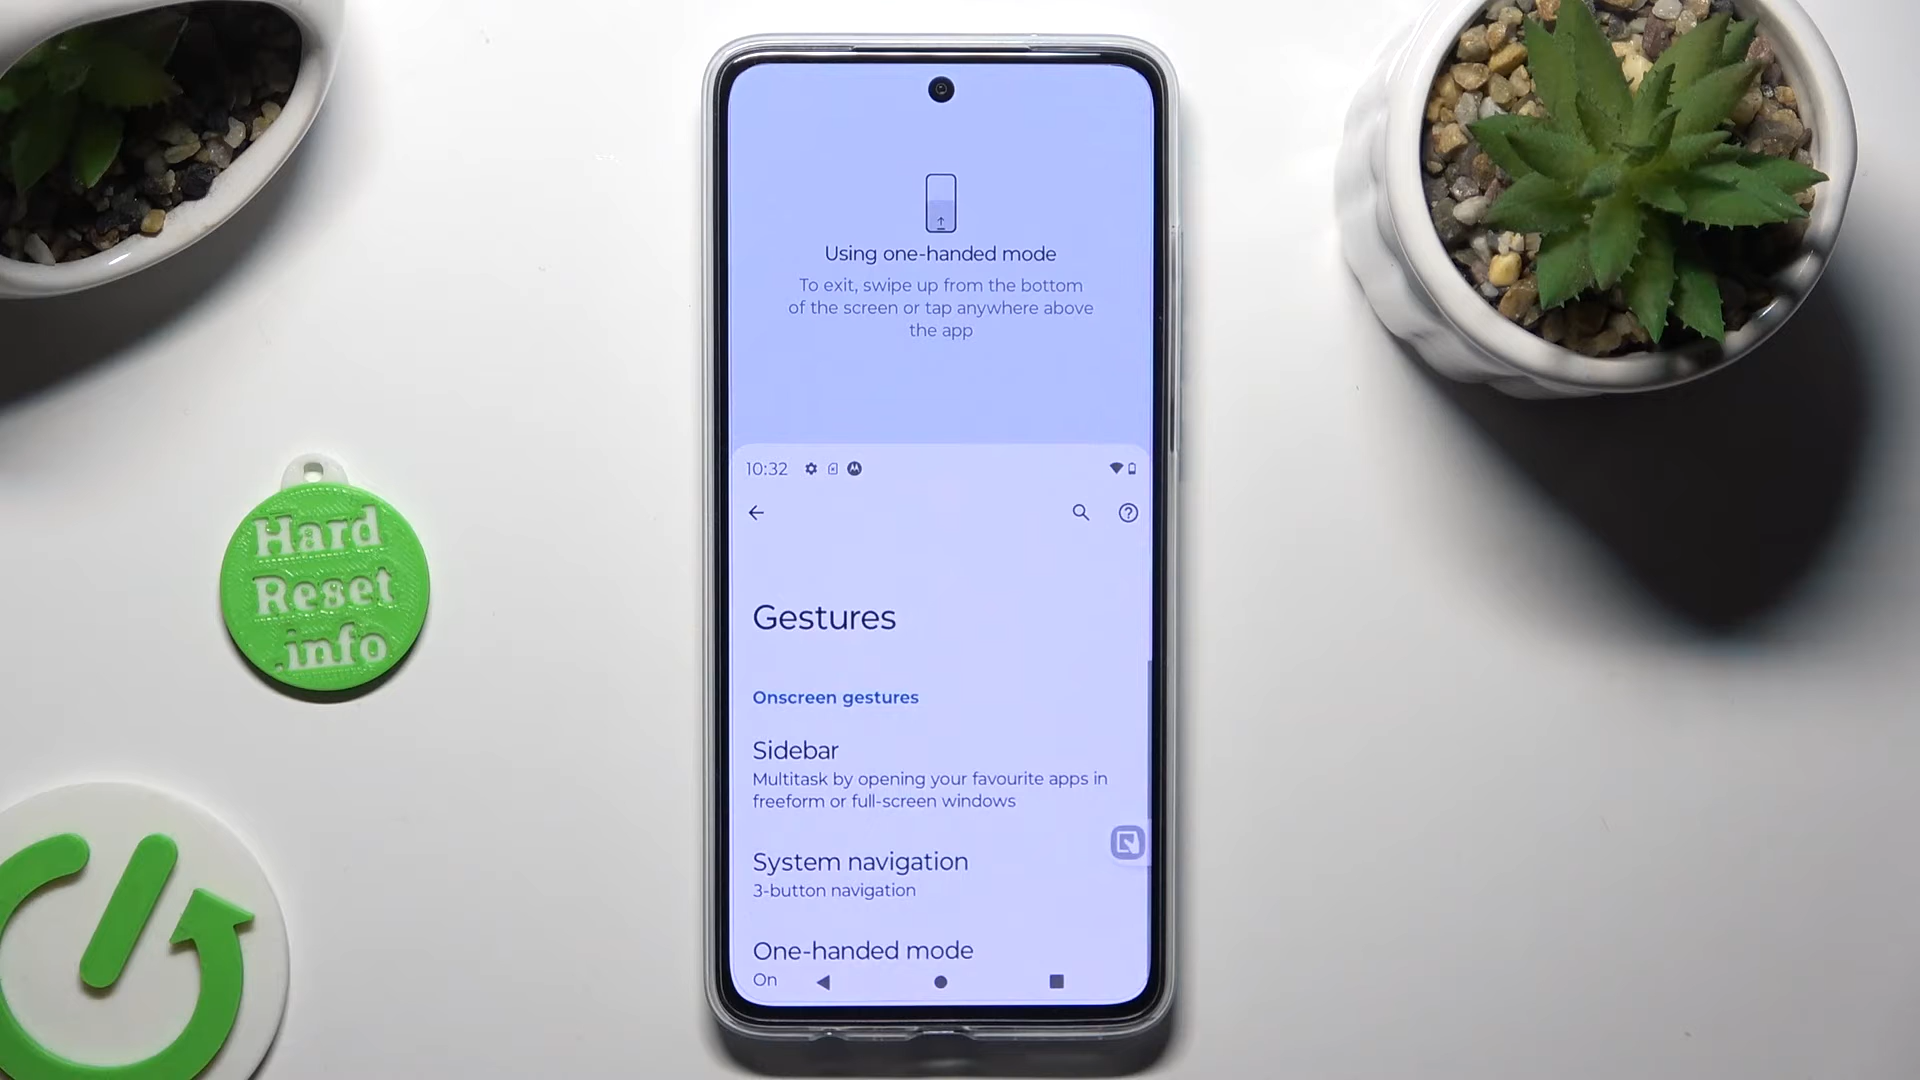 Using one-handed mode
To exit, swipe up from the bottom
of the screen or tap anywhere above
the app
10:32
Gestures
Onscreen gestures
Sidebar
Multitask by opening your favourite apps in
freeform or full-screen windows
System navigation
3-button navigation
One-handed mode
On
Hard
Reset
.info